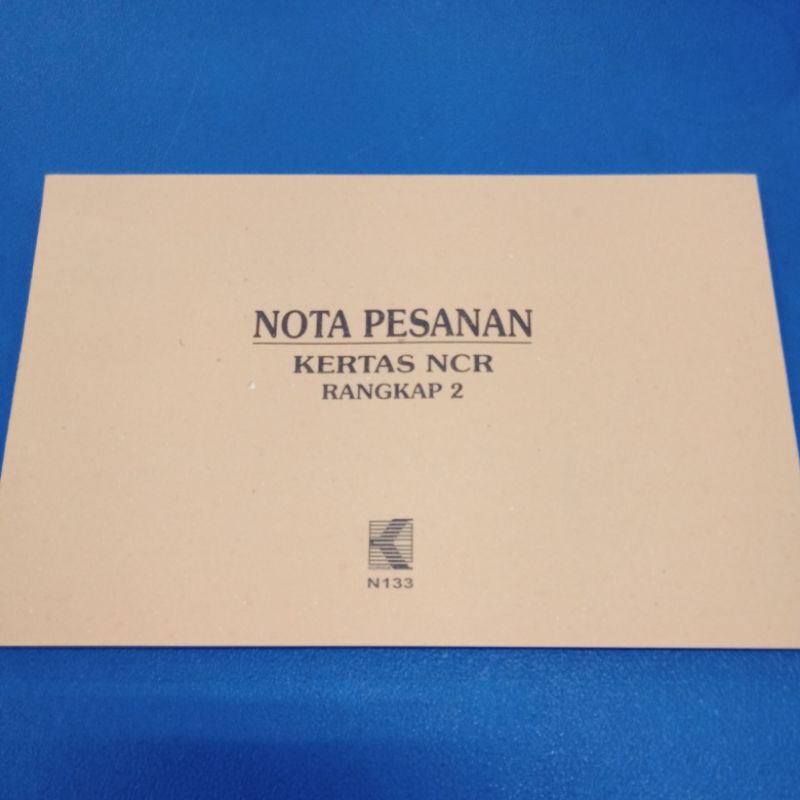 NOTA PESANAN
KERTAS NCR
RANGKAP 2
N133